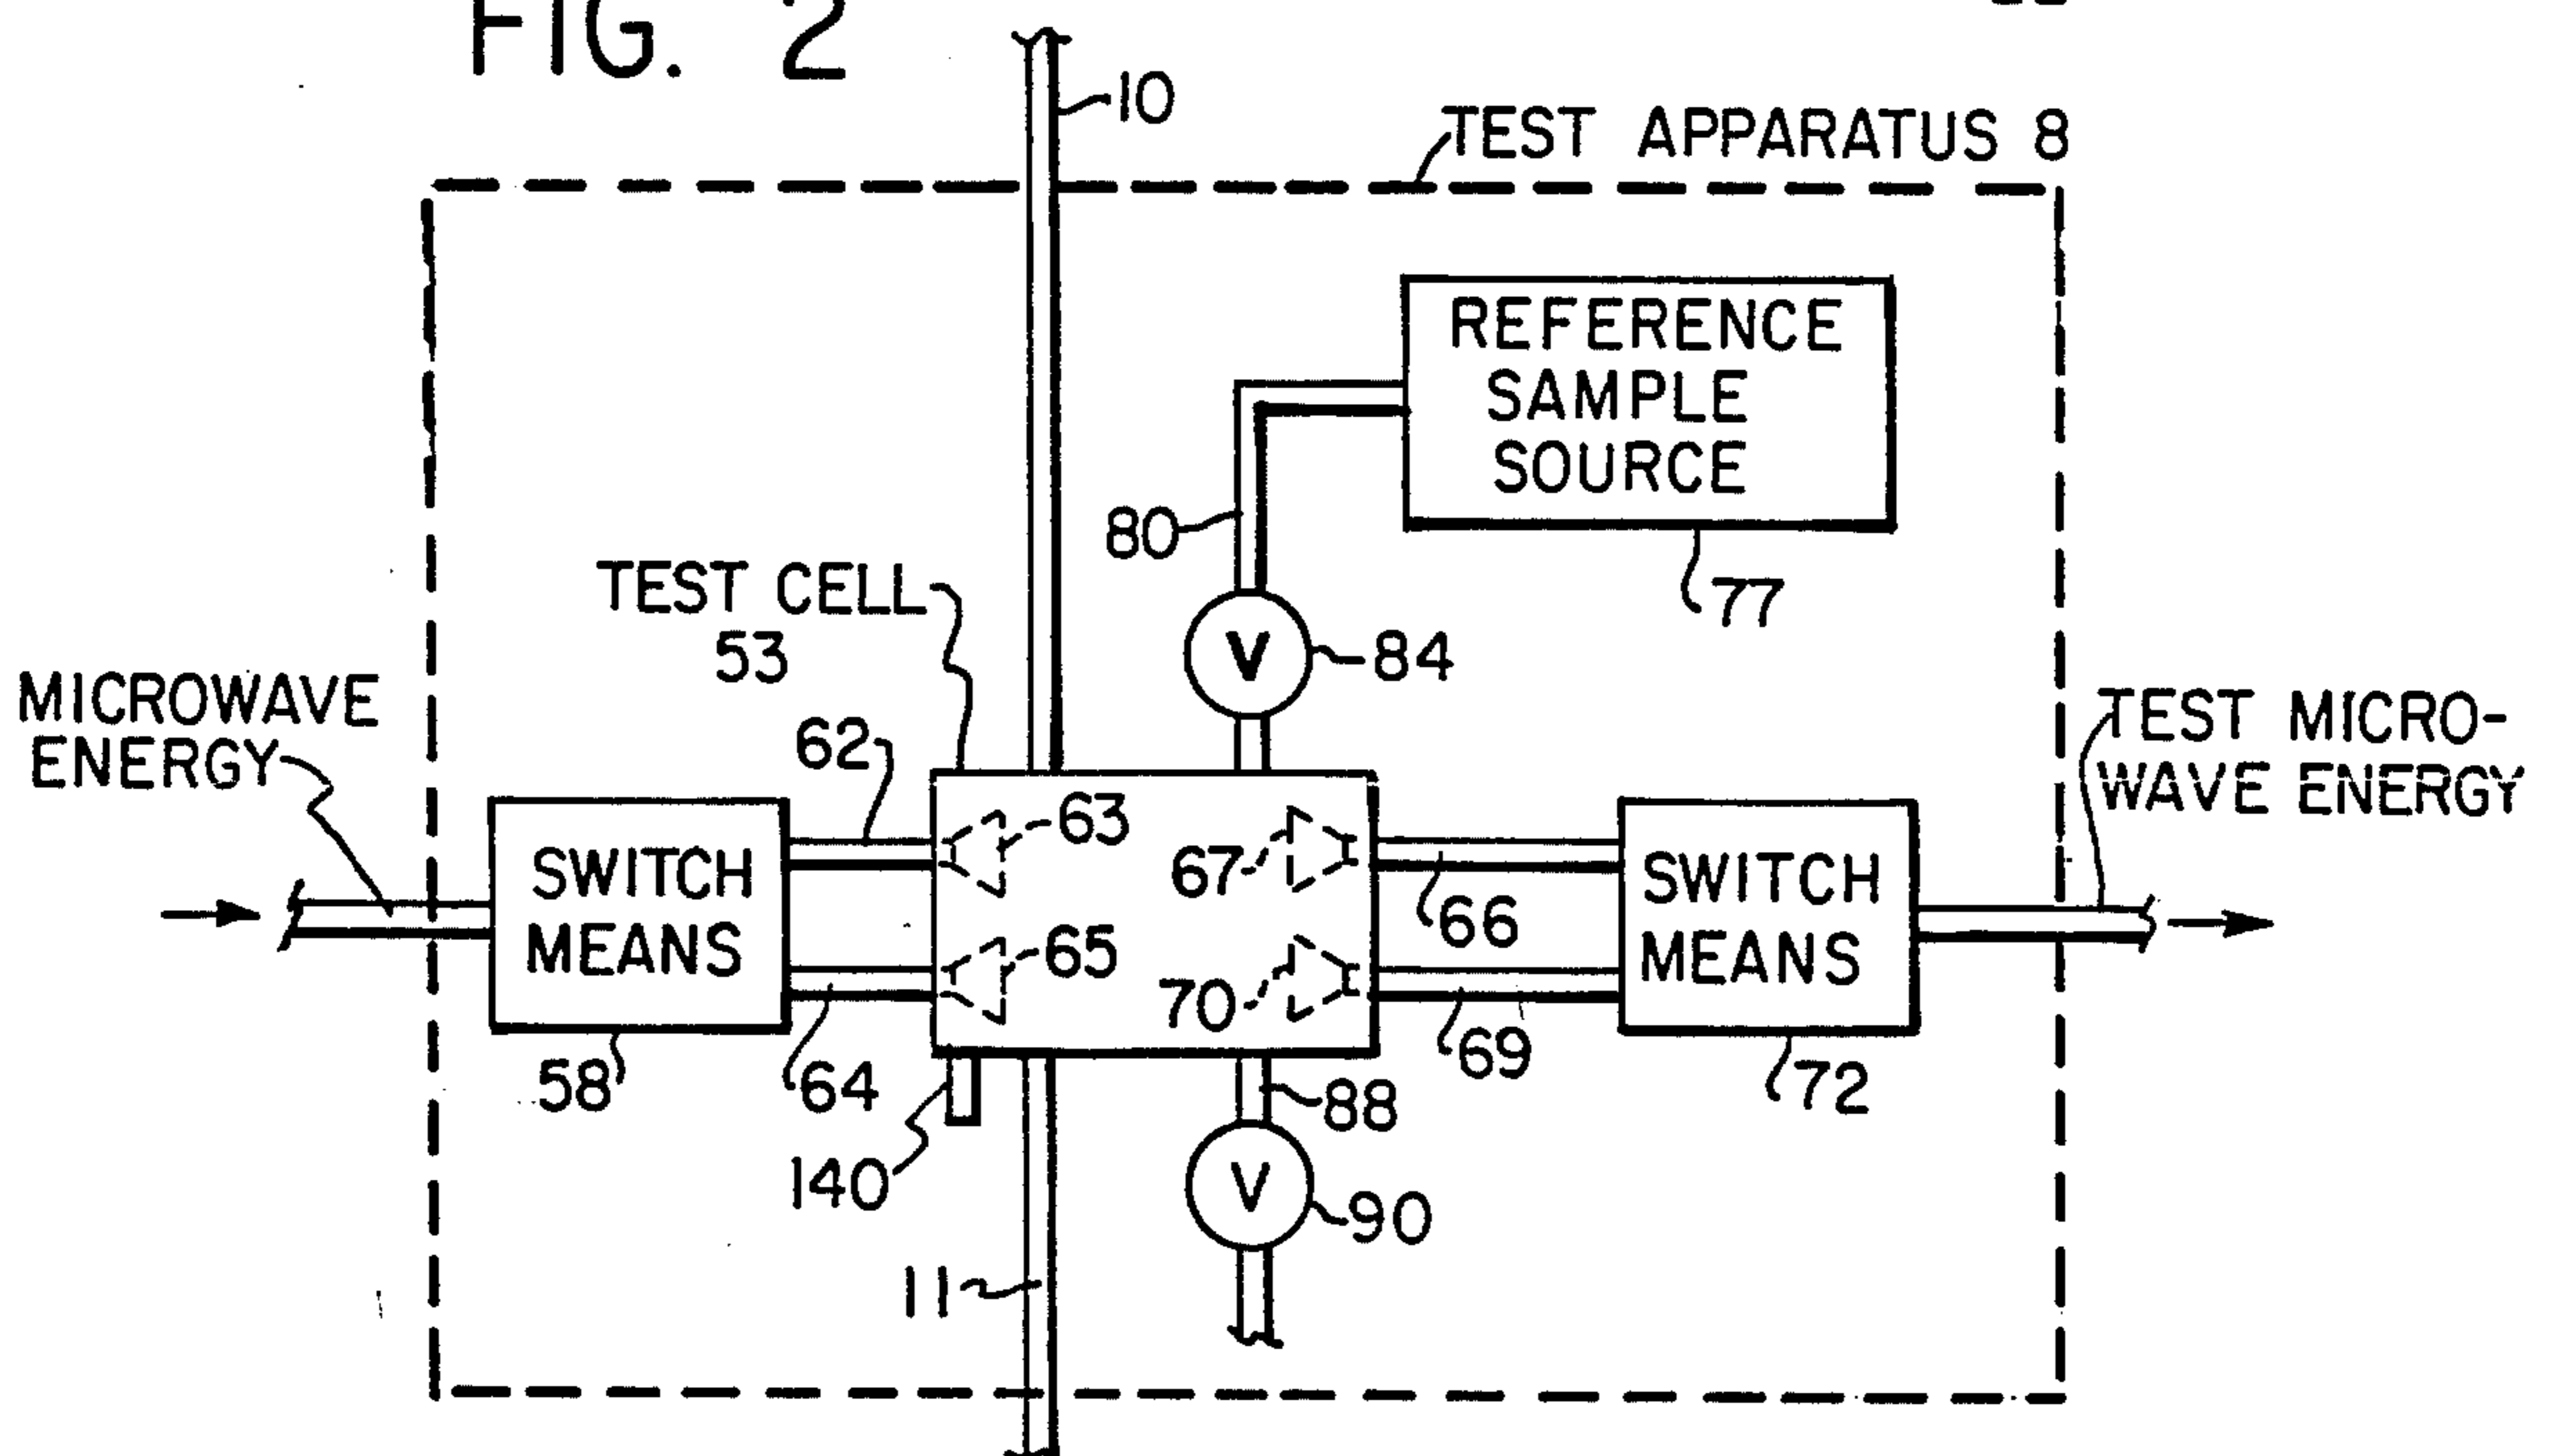 FIG. 2
10
TEST APPARATUS 8
REFERENCE
SAMPLE
SOURCE
80
77
TEST CELL
53
V
84
MICROWAVE
ENERGY
62
TEST MICRO-
WAVE ENERGY
63
67
SWITCH
MEANS
66
SWITCH
MEANS
65
70
69
58
64
88
72
140
V
90
11